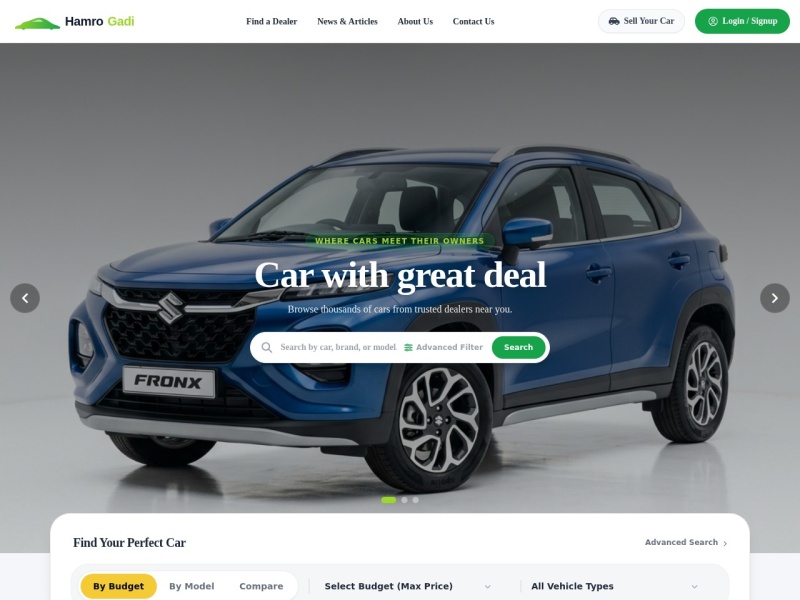 Hamro Gadi
Find a Dealer
News & Articles
About Us
Contact Us
Sell Your Car
Login / Signup
WHERE CARS MEET THEIR OWNERS
Car with great deal
Browse thousands of cars from trusted dealers near you.
Search by car, brand, or model
Advanced Filter
Search
FRONX
Find Your Perfect Car
Advanced Search
By Budget
By Model
Compare
Select Budget (Max Price)
All Vehicle Types